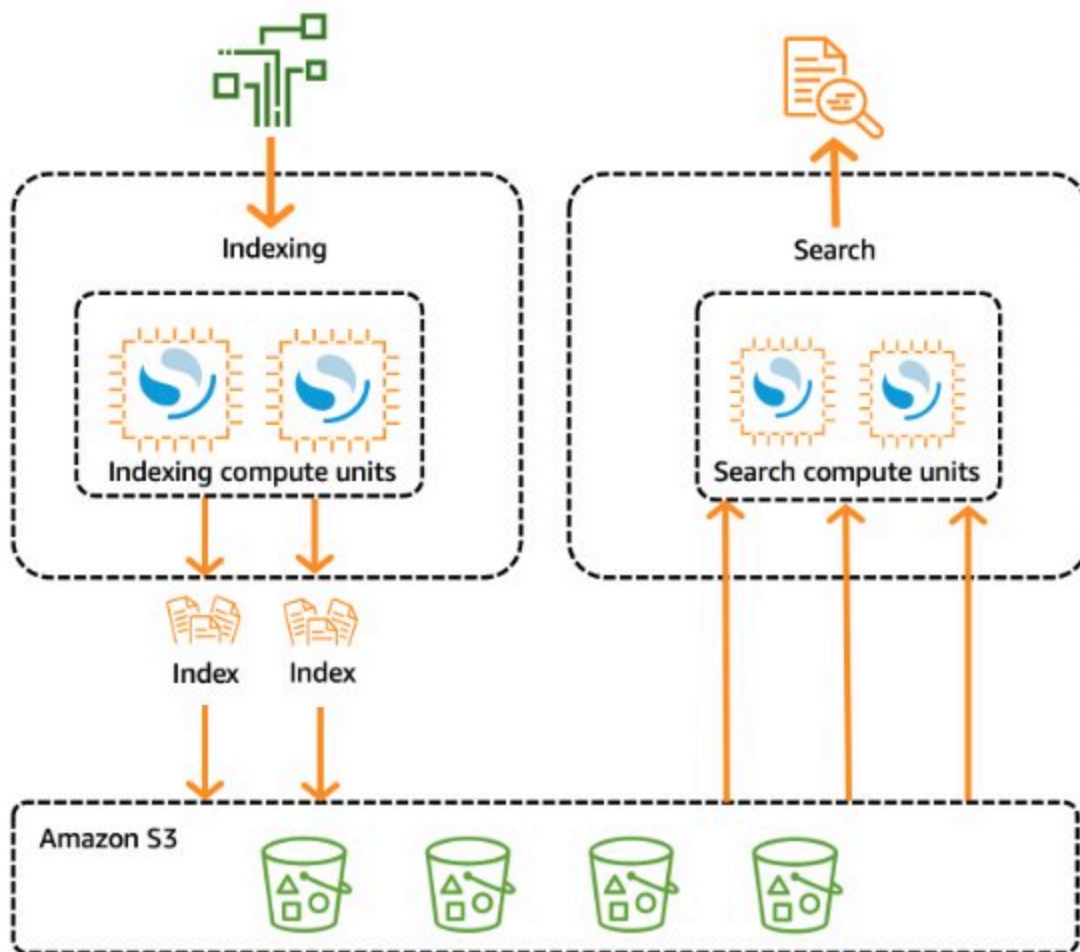 Indexing
Search
Indexing compute units
Search compute units
Index
Index
Amazon S3